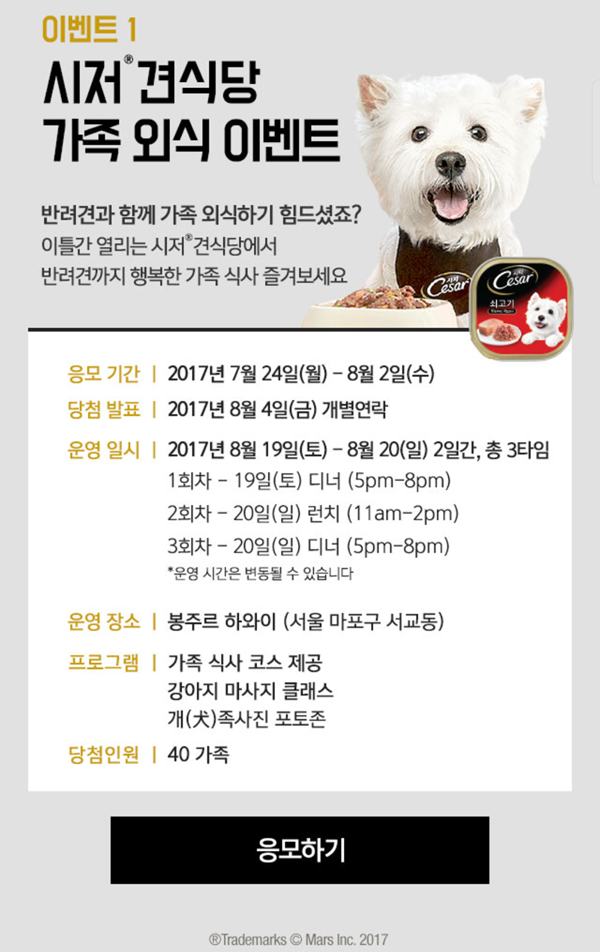 이벤트 1
시저® 견식당
가족 외식 이벤트
반려견과 함께 가족 외식하기 힘드셨죠?
이틀간 열리는 시저®견식당에서
반려견까지 행복한 가족 식사 즐겨보세요
Cesar
시저
Cesar
쇠고기
응모 기간 | 2017년 7월 24일(월) - 8월 2일(수)
당첨 발표 | 2017년 8월 4일(금) 개별연락
운영 일시 | 2017년 8월 19일(토) - 8월 20(일) 2일간, 총 3타임
1회차 - 19일(토) 디너 (5pm-8pm)
2회차 - 20일(일) 런치 (11am-2pm)
3회차 - 20일(일) 디너 (5pm-8pm)
*운영 시간은 변동될 수 있습니다
운영 장소 | 봉주르 하와이 (서울 마포구 서교동)
프로그램 | 가족 식사 코스 제공
강아지 마사지 클래스
개(犬)족사진 포토존
당첨인원 | 40 가족
응모하기
®Trademarks © Mars Inc. 2017